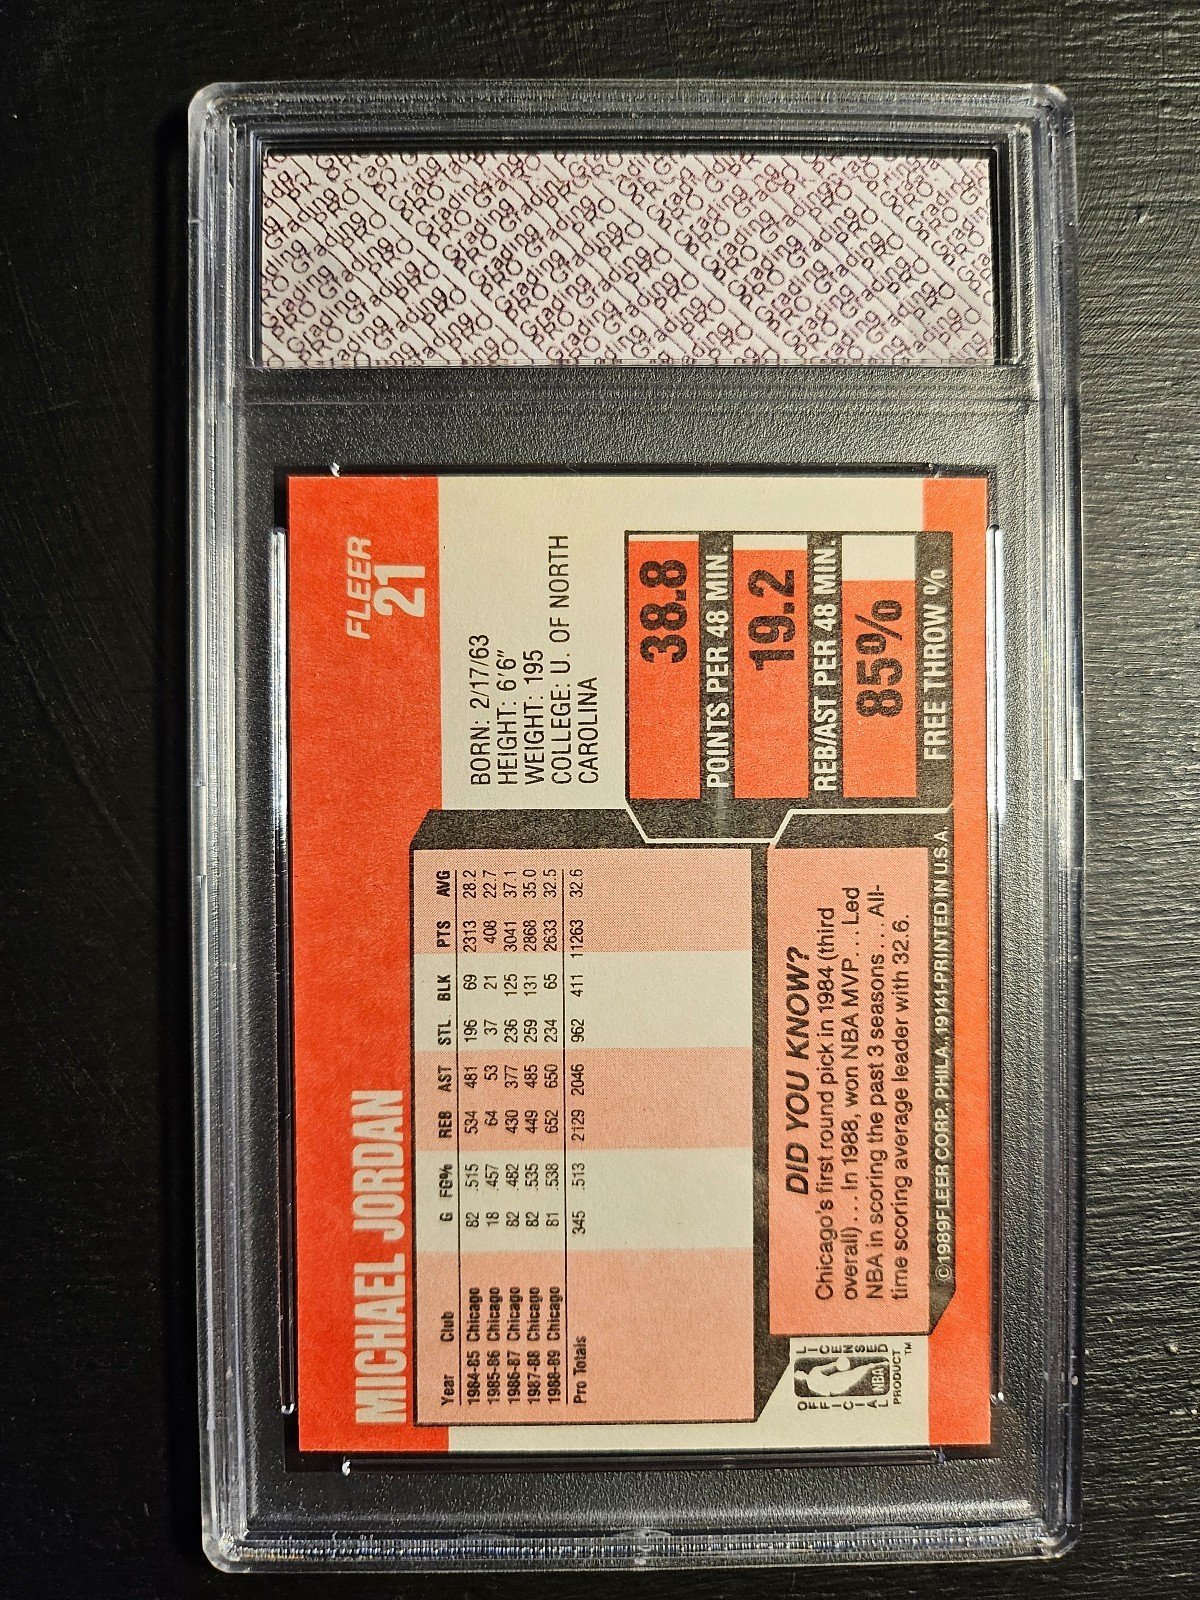 PRO Grading
FLEER
21
MICHAEL JORDAN
BORN: 2/17/63
HEIGHT: 6'6"
WEIGHT: 195
COLLEGE: U. OF NORTH
CAROLINA
Year Club G FG% REB AST STL BLK PTS AVG
1984-85 Chicago 82 .515 534 481 196 69 2313 28.2
1985-86 Chicago 18 .457 64 53 37 21 408 22.7
1986-87 Chicago 82 .482 430 377 236 125 3041 37.1
1987-88 Chicago 82 .535 449 485 259 131 2868 35.0
1988-89 Chicago 81 .538 652 650 234 65 2633 32.5
Pro Totals 345 .513 2129 2046 962 411 11263 32.6
38.8
POINTS PER 48 MIN.
19.2
REB/AST PER 48 MIN.
85%
FREE THROW %
DID YOU KNOW?
Chicago's first round pick in 1984 (third
overall) . . . In 1988, won NBA MVP. . . Led
NBA in scoring the past 3 seasons. . . . All-
time scoring average leader with 32.6.
OFFICIAL LICENSED
NBA
PRODUCT™
©1989 FLEER CORP. PHILA., 19141-PRINTED IN U.S.A.